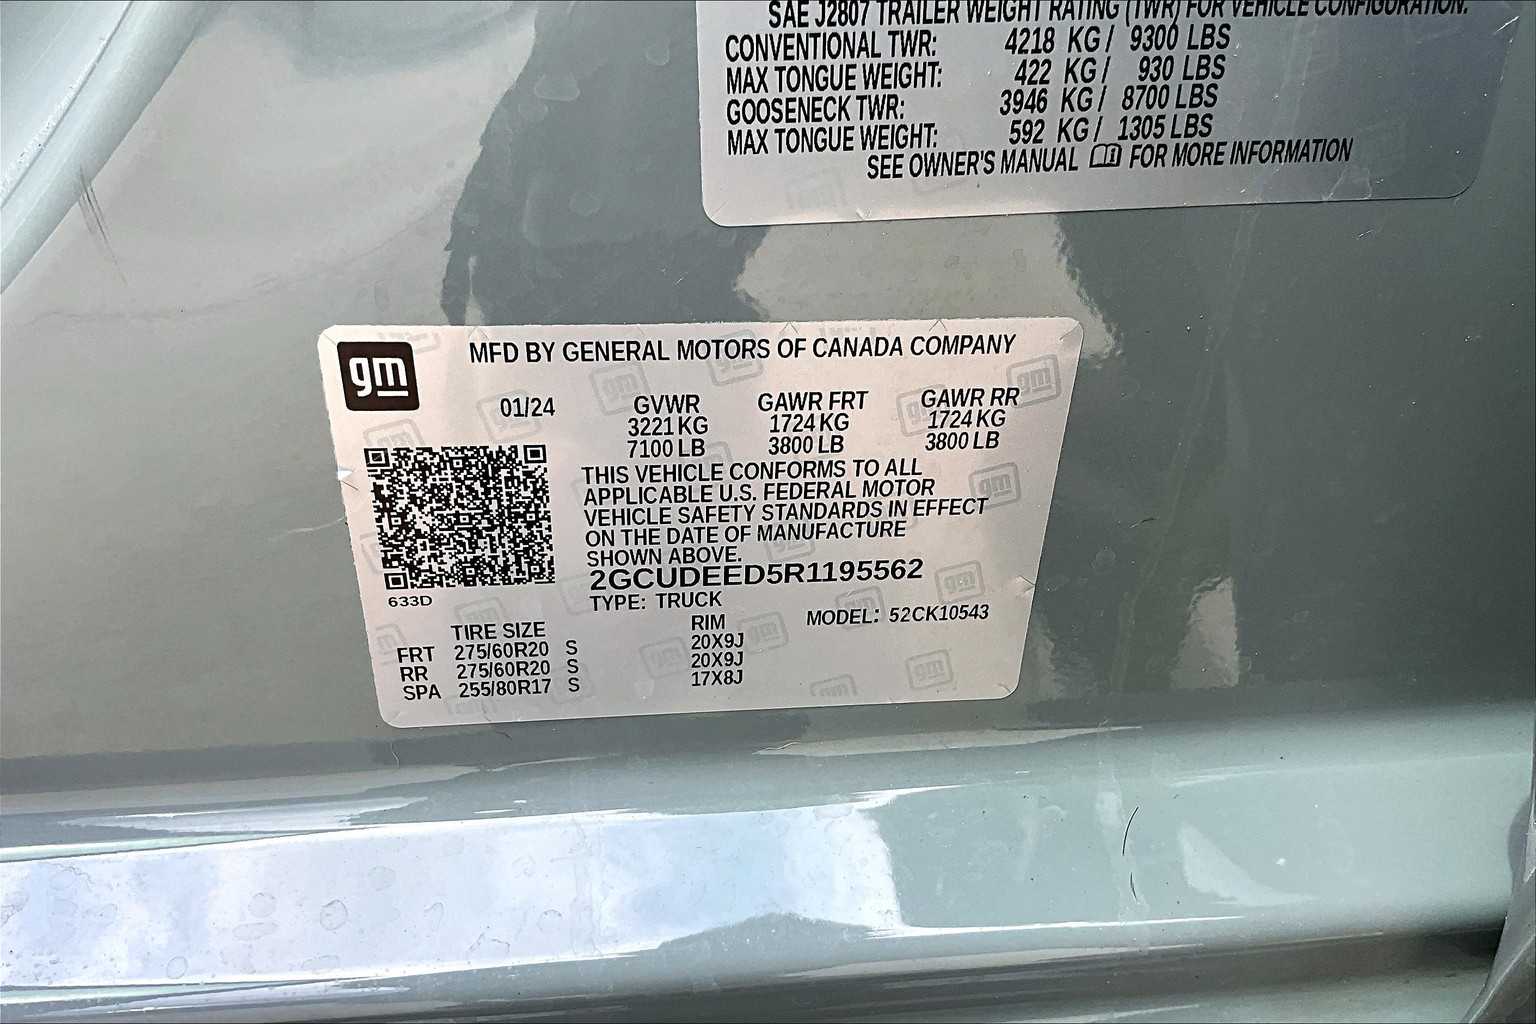 SAE J2807 TRAILER WEIGHT RATING (TWR) FOR VEHICLE CONFIGURATION.
CONVENTIONAL TWR: 4218 KG / 9300 LBS
MAX TONGUE WEIGHT: 422 KG / 930 LBS
GOOSENECK TWR: 3946 KG / 8700 LBS
MAX TONGUE WEIGHT: 592 KG / 1305 LBS
SEE OWNER'S MANUAL FOR MORE INFORMATION
gm
MFD BY GENERAL MOTORS OF CANADA COMPANY
01/24 GVWR GAWR FRT GAWR RR
3221 KG 1724 KG 1724 KG
7100 LB 3800 LB 3800 LB
THIS VEHICLE CONFORMS TO ALL
APPLICABLE U.S. FEDERAL MOTOR
VEHICLE SAFETY STANDARDS IN EFFECT
ON THE DATE OF MANUFACTURE
SHOWN ABOVE.
2GCUDEED5R1195562
633D
TYPE: TRUCK MODEL: 52CK10543
TIRE SIZE RIM
FRT 275/60R20 S 20X9J
RR 275/60R20 S 20X9J
SPA 255/80R17 S 17X8J